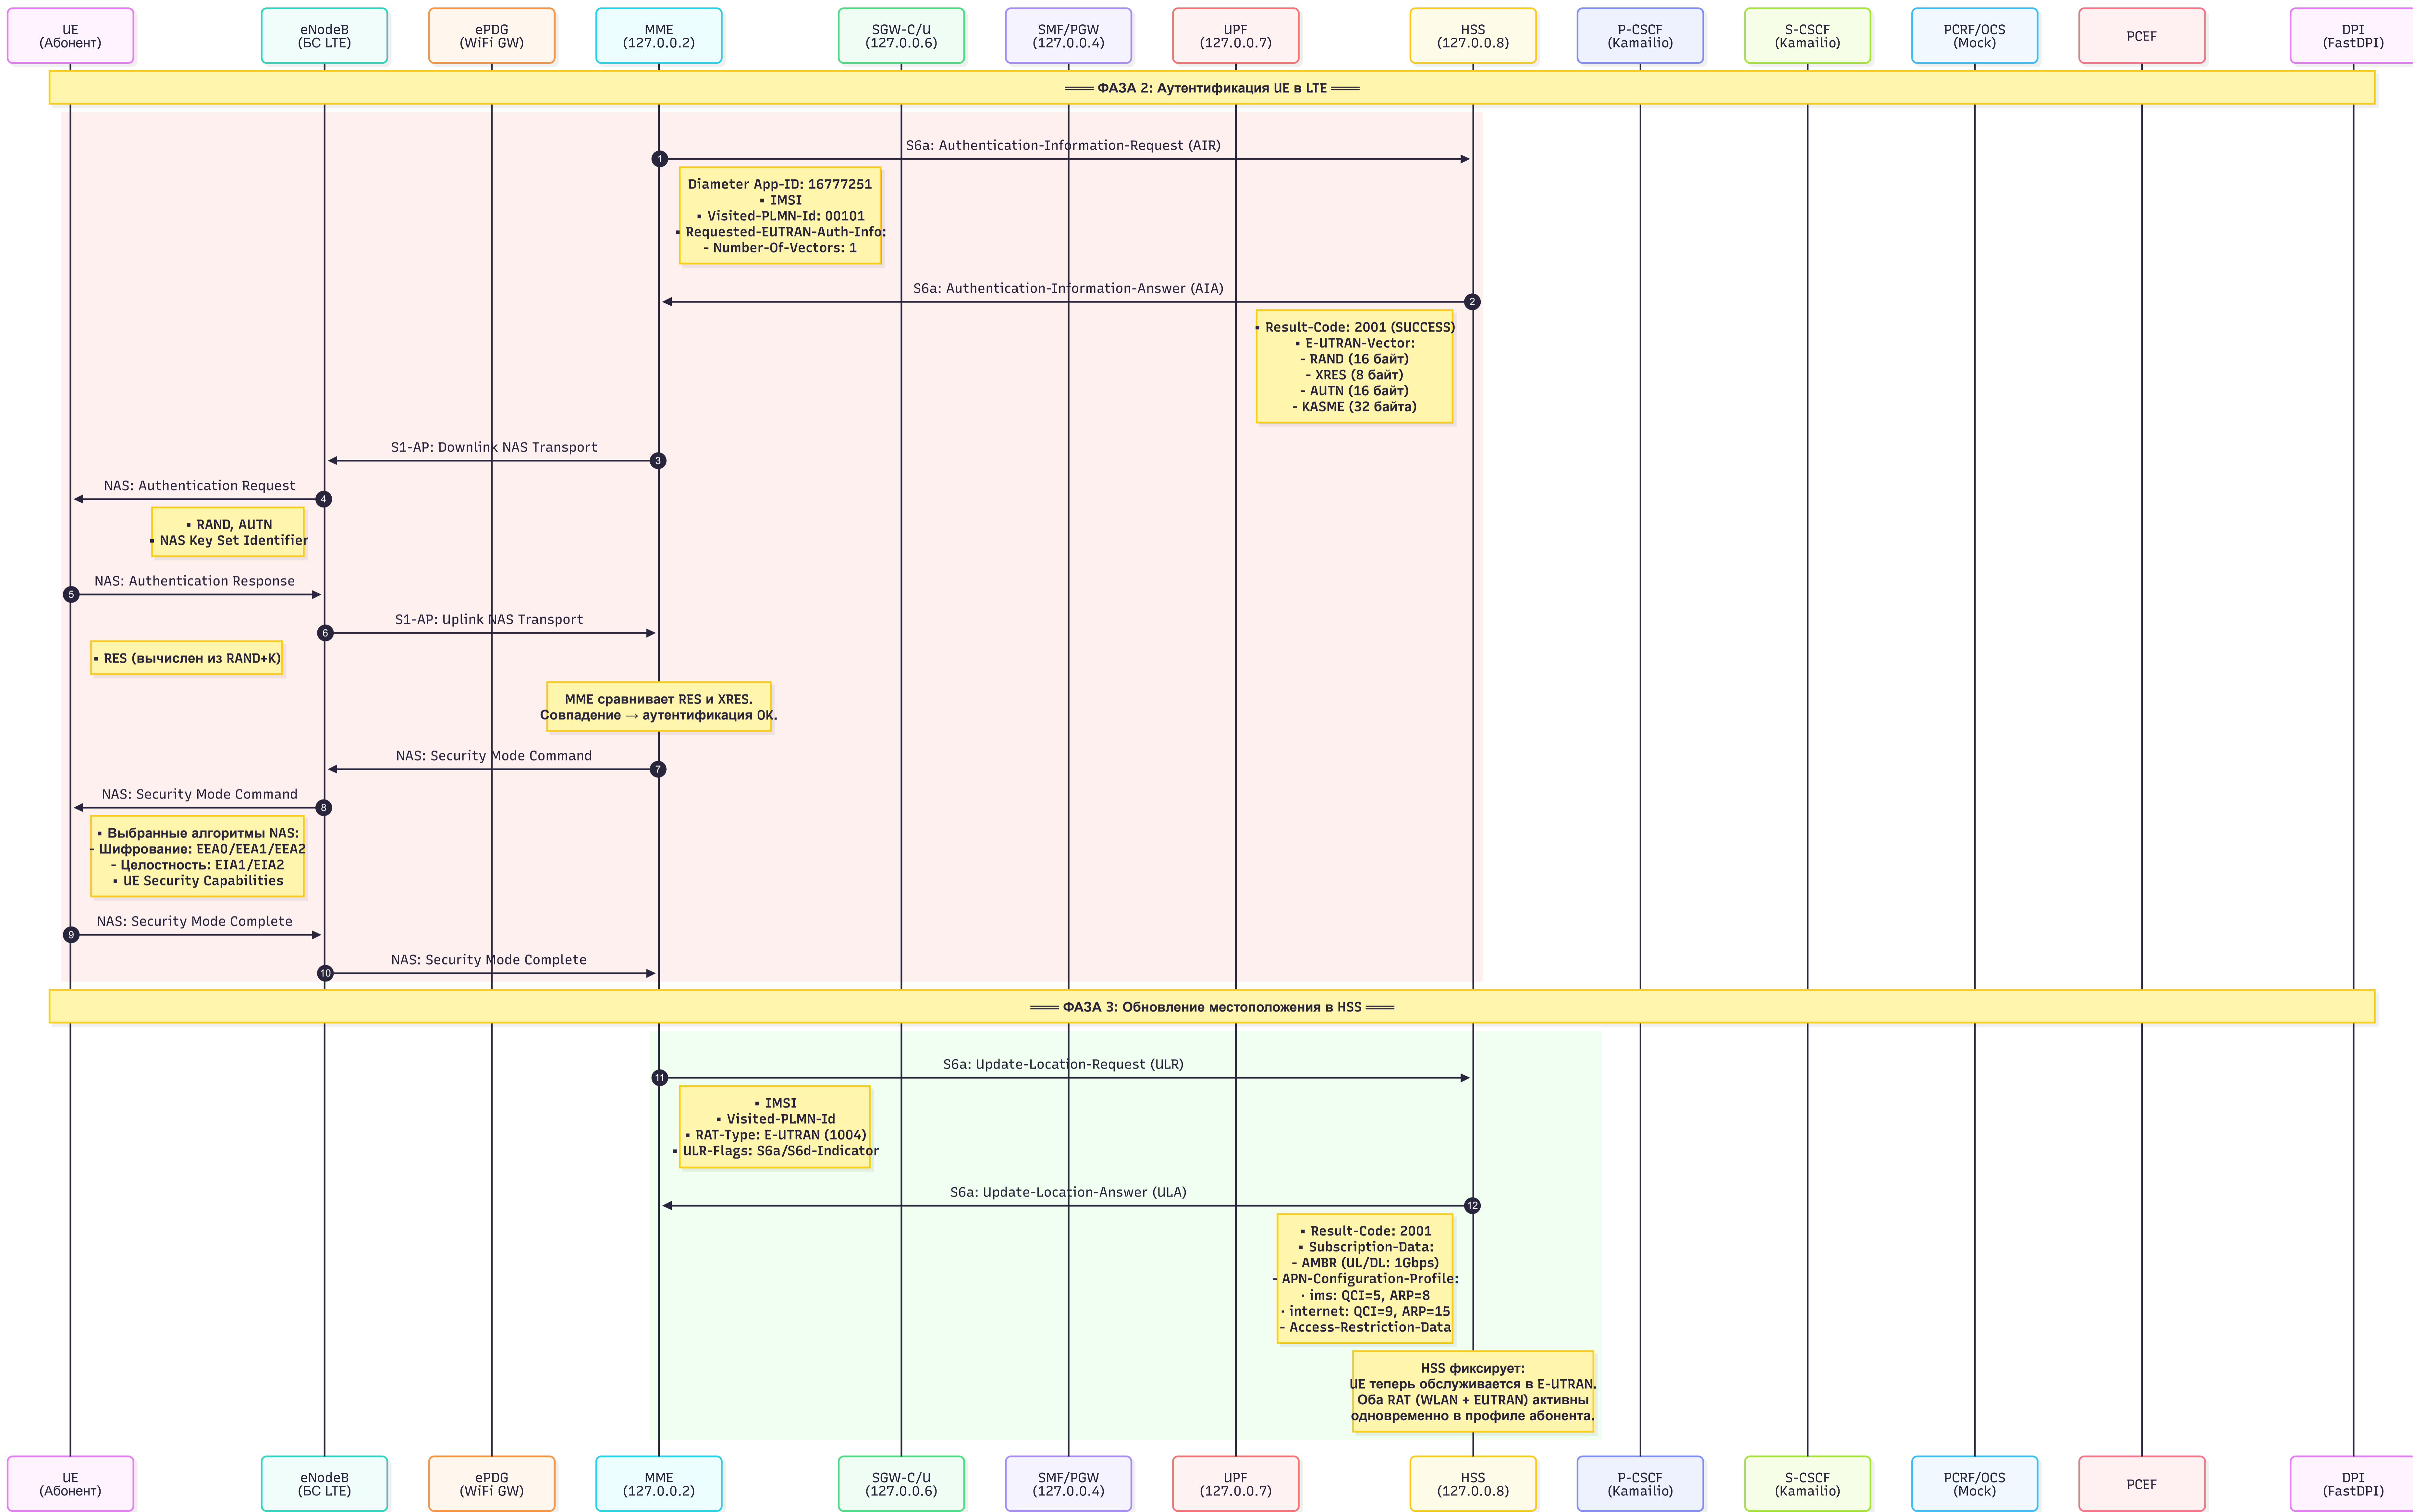 UE
(Абонент)
eNodeB
(БС LTE)
ePDG
(WiFi GW)
MME
(127.0.0.2)
SGW-C/U
(127.0.0.6)
SMF/PGW
(127.0.0.4)
UPF
(127.0.0.7)
HSS
(127.0.0.8)
P-CSCF
(Kamailio)
S-CSCF
(Kamailio)
PCRF/OCS
(Mock)
PCEF
DPI
(FastDPI)
═══ ФАЗА 2: Аутентификация UE в LTE ═══
S6a: Authentication-Information-Request (AIR)
1
Diameter App-ID: 16777251
▪ IMSI
▪ Visited-PLMN-Id: 00101
▪ Requested-EUTRAN-Auth-Info:
- Number-Of-Vectors: 1
S6a: Authentication-Information-Answer (AIA)
2
▪ Result-Code: 2001 (SUCCESS)
▪ E-UTRAN-Vector:
- RAND (16 байт)
- XRES (8 байт)
- AUTN (16 байт)
- KASME (32 байта)
S1-AP: Downlink NAS Transport
3
NAS: Authentication Request
4
▪ RAND, AUTN
▪ NAS Key Set Identifier
NAS: Authentication Response
5
S1-AP: Uplink NAS Transport
6
▪ RES (вычислен из RAND+K)
MME сравнивает RES и XRES.
Совпадение → аутентификация OK.
NAS: Security Mode Command
7
NAS: Security Mode Command
8
▪ Выбранные алгоритмы NAS:
- Шифрование: EEA0/EEA1/EEA2
- Целостность: EIA1/EIA2
▪ UE Security Capabilities
NAS: Security Mode Complete
9
NAS: Security Mode Complete
10
═══ ФАЗА 3: Обновление местоположения в HSS ═══
S6a: Update-Location-Request (ULR)
11
▪ IMSI
▪ Visited-PLMN-Id
▪ RAT-Type: E-UTRAN (1004)
▪ ULR-Flags: S6a/S6d-Indicator
S6a: Update-Location-Answer (ULA)
12
▪ Result-Code: 2001
▪ Subscription-Data:
- AMBR (UL/DL: 1Gbps)
- APN-Configuration-Profile:
· ims: QCI=5, ARP=8
· internet: QCI=9, ARP=15
- Access-Restriction-Data
HSS фиксирует:
UE теперь обслуживается в E-UTRAN.
Оба RAT (WLAN + EUTRAN) активны
одновременно в профиле абонента.
UE
(Абонент)
eNodeB
(БС LTE)
ePDG
(WiFi GW)
MME
(127.0.0.2)
SGW-C/U
(127.0.0.6)
SMF/PGW
(127.0.0.4)
UPF
(127.0.0.7)
HSS
(127.0.0.8)
P-CSCF
(Kamailio)
S-CSCF
(Kamailio)
PCRF/OCS
(Mock)
PCEF
DPI
(FastDPI)